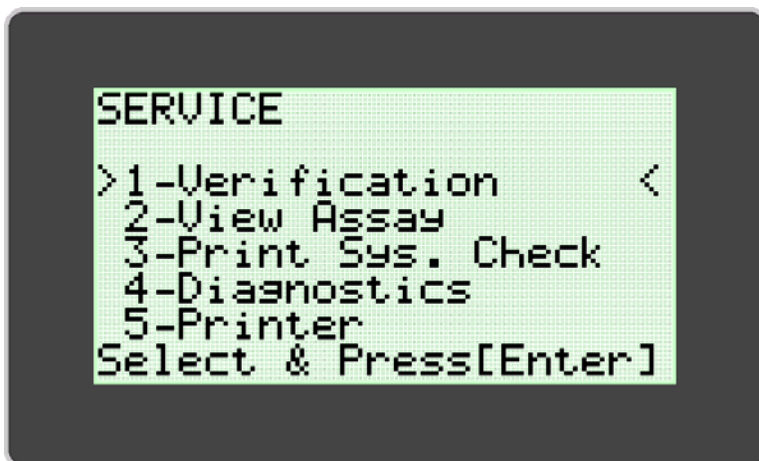 SERVICE
>1-Verification <
2-View Assay
3-Print Sys. Check
4-Diagnostics
5-Printer
Select & Press[Enter]